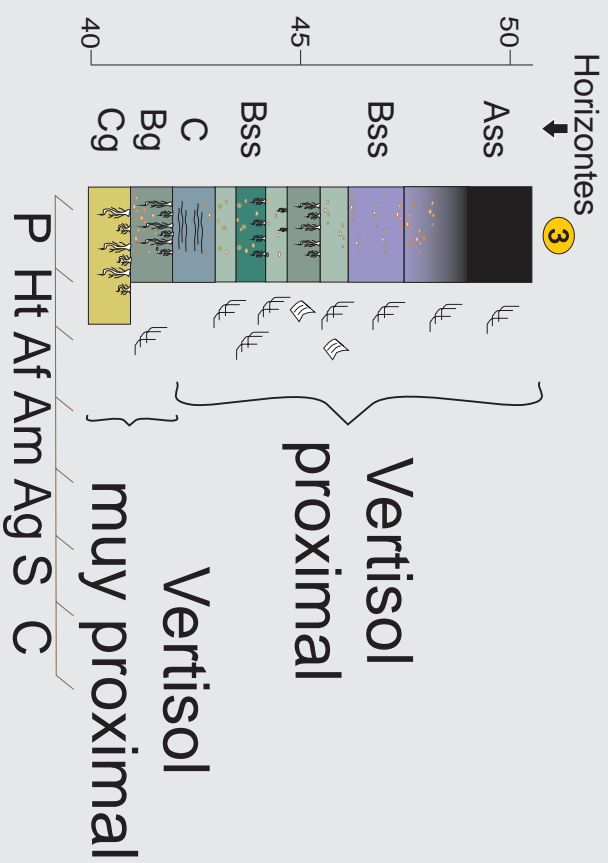 Horizontes
3
50
45
40
Ass
Bss
Bss
C
Bg
Cg
Vertisol
proximal
Vertisol
muy proximal
P Ht Af Am Ag S C